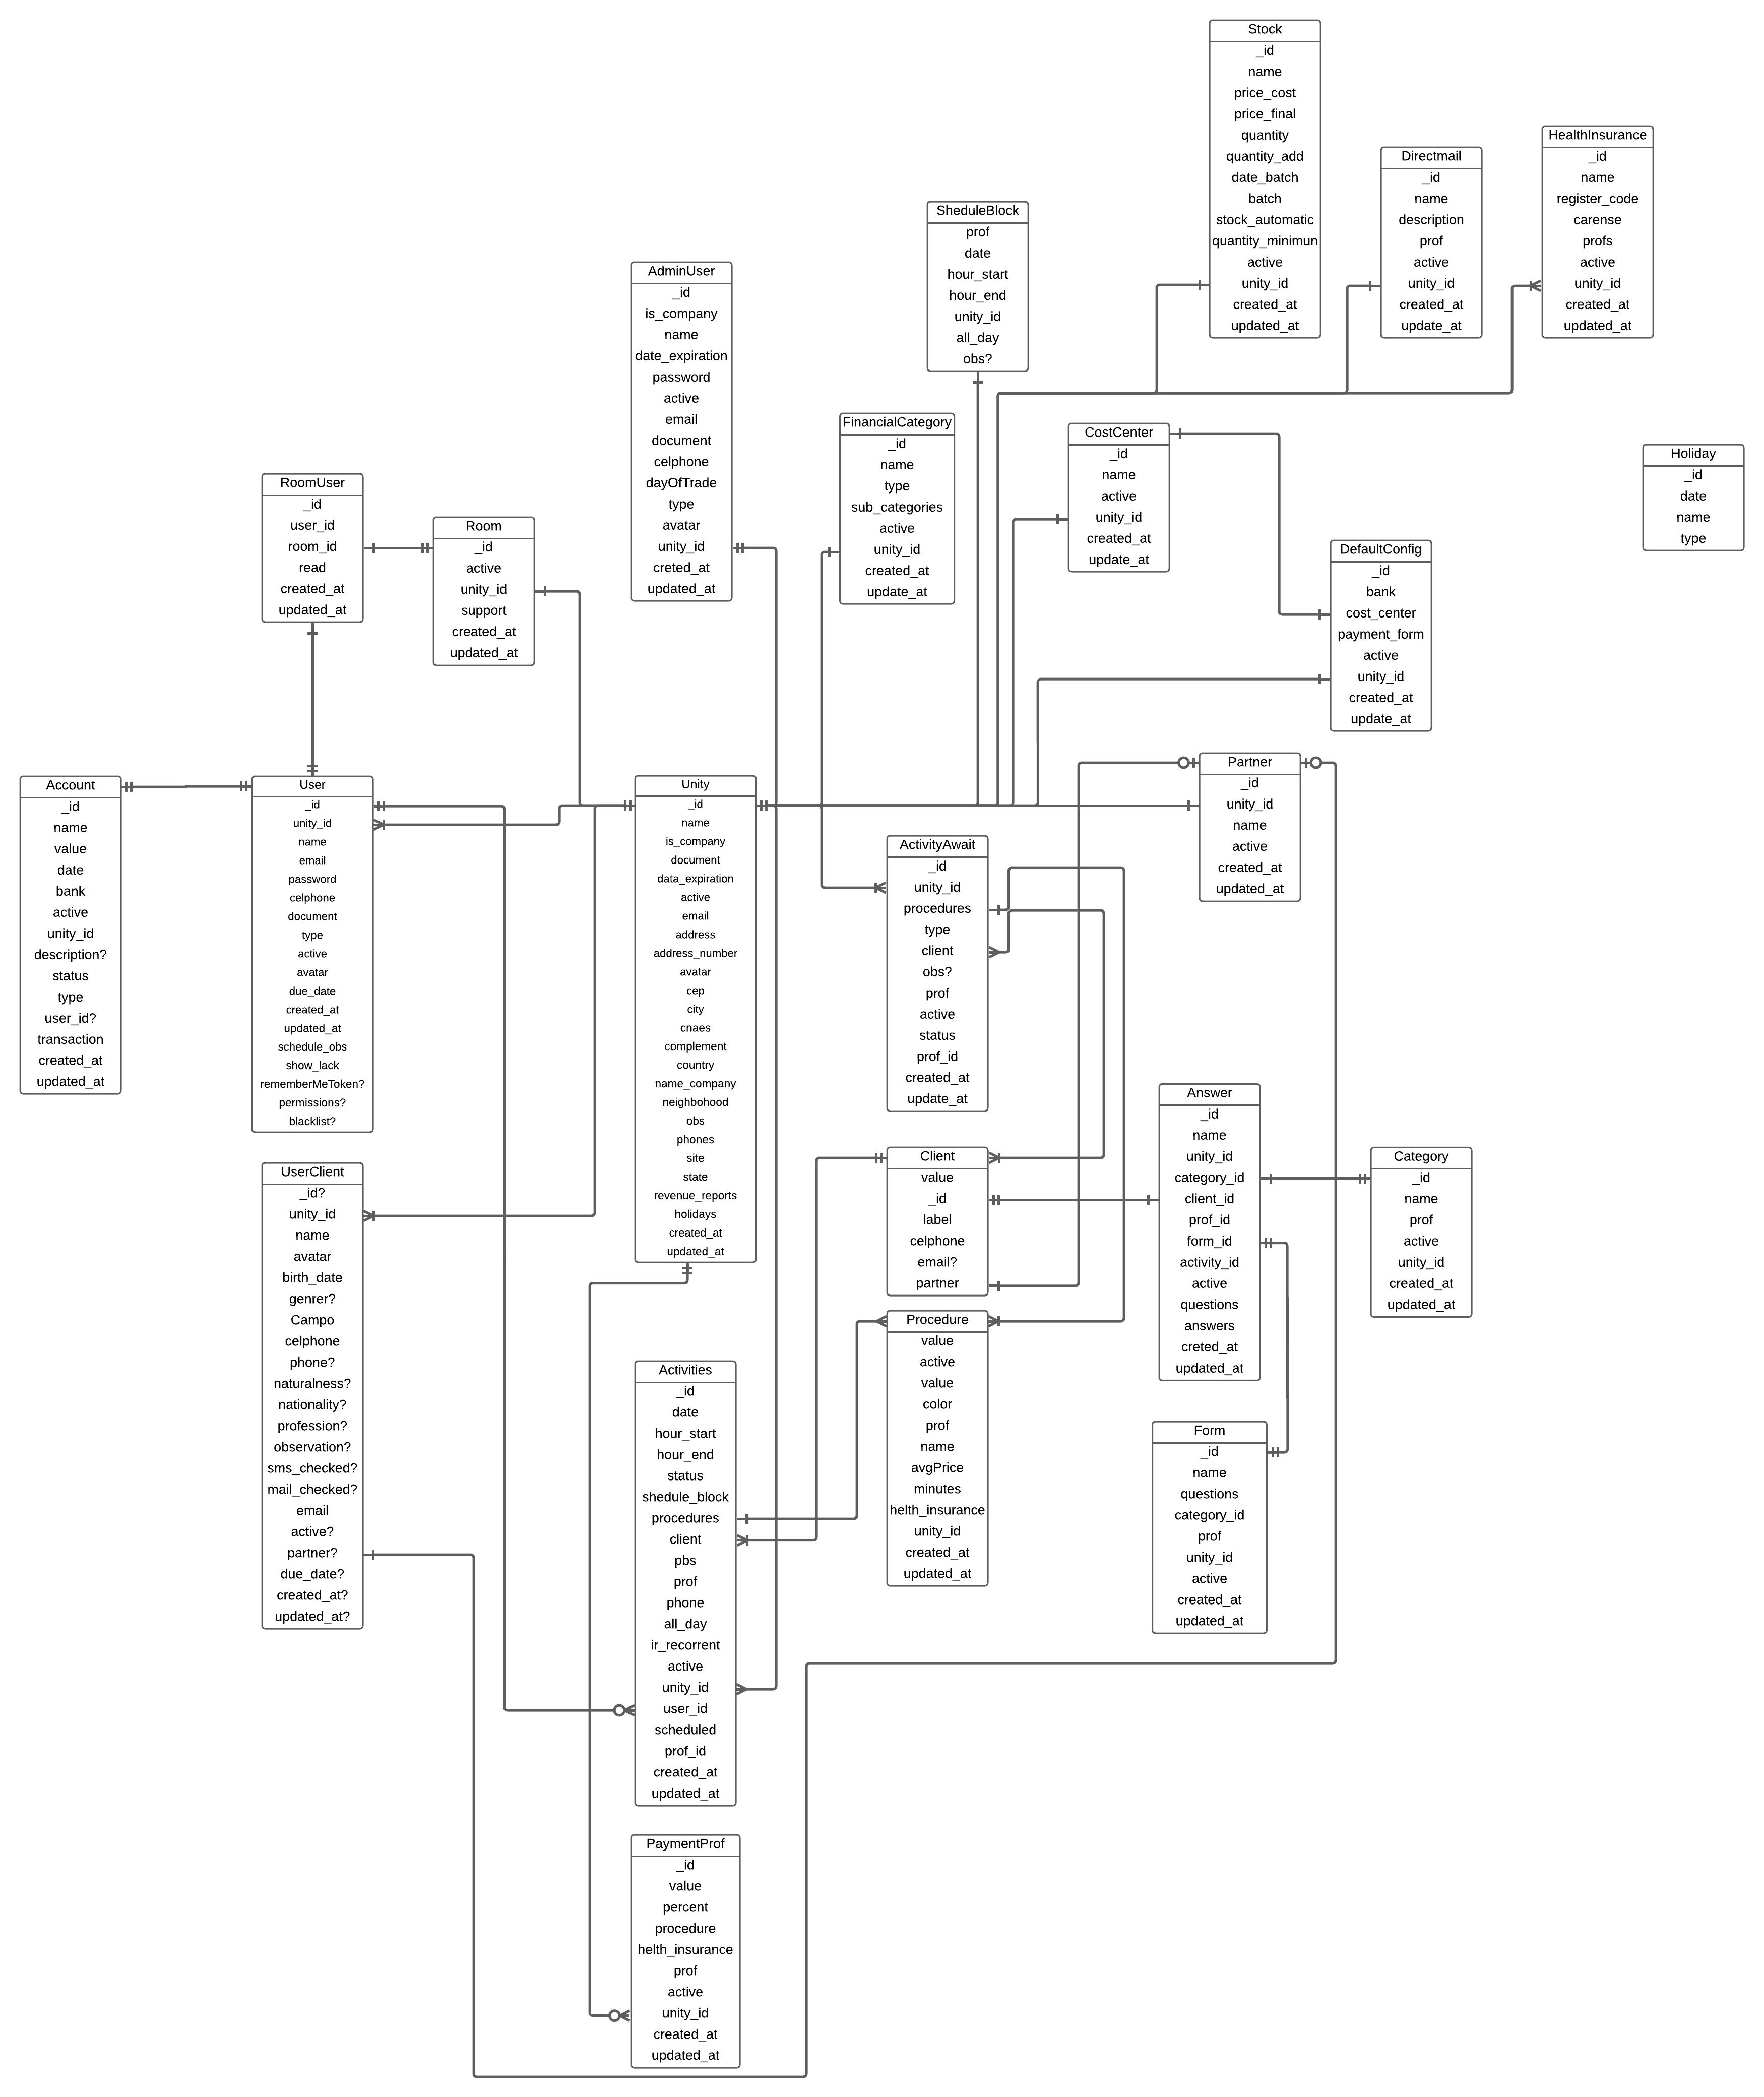 Stock
_id
name
price_cost
price_final
quantity
quantity_add
date_batch
batch
stock_automatic
quantity_minimun
active
unity_id
created_at
updated_at
HealthInsurance
_id
name
register_code
carense
profs
active
unity_id
created_at
updated_at
Directmail
_id
name
description
prof
active
unity_id
created_at
update_at
SheduleBlock
prof
date
hour_start
hour_end
unity_id
all_day
obs?
AdminUser
_id
is_company
name
date_expiration
password
active
email
document
celphone
dayOfTrade
type
avatar
unity_id
creted_at
updated_at
FinancialCategory
_id
name
type
sub_categories
active
unity_id
created_at
update_at
CostCenter
_id
name
active
unity_id
created_at
update_at
Holiday
_id
date
name
type
RoomUser
_id
user_id
room_id
read
created_at
updated_at
Room
_id
active
unity_id
support
created_at
updated_at
DefaultConfig
_id
bank
cost_center
payment_form
active
unity_id
created_at
update_at
Partner
_id
unity_id
name
active
created_at
updated_at
Account
_id
name
value
date
bank
active
unity_id
description?
status
type
user_id?
transaction
created_at
updated_at
User
_id
unity_id
name
email
password
celphone
document
type
active
avatar
due_date
created_at
updated_at
schedule_obs
show_lack
rememberMeToken?
permissions?
blacklist?
Unity
_id
name
is_company
document
data_expiration
active
email
address
address_number
avatar
cep
city
cnaes
complement
country
name_company
neighbohood
obs
phones
site
state
revenue_reports
holidays
created_at
updated_at
ActivityAwait
_id
unity_id
procedures
type
client
obs?
prof
active
status
prof_id
created_at
update_at
Answer
_id
name
unity_id
category_id
client_id
prof_id
form_id
activity_id
active
questions
answers
creted_at
updated_at
Category
_id
name
prof
active
unity_id
created_at
updated_at
Client
value
_id
label
celphone
email?
partner
UserClient
_id?
unity_id
name
avatar
birth_date
genrer?
Campo
celphone
phone?
naturalness?
nationality?
profession?
observation?
sms_checked?
mail_checked?
email
active?
partner?
due_date?
created_at?
updated_at?
Procedure
value
active
value
color
prof
name
avgPrice
minutes
helth_insurance
unity_id
created_at
updated_at
Activities
_id
date
hour_start
hour_end
status
shedule_block
procedures
client
pbs
prof
phone
all_day
ir_recorrent
active
unity_id
user_id
scheduled
prof_id
created_at
updated_at
Form
_id
name
questions
category_id
prof
unity_id
active
created_at
updated_at
PaymentProf
_id
value
percent
procedure
helth_insurance
prof
active
unity_id
created_at
updated_at